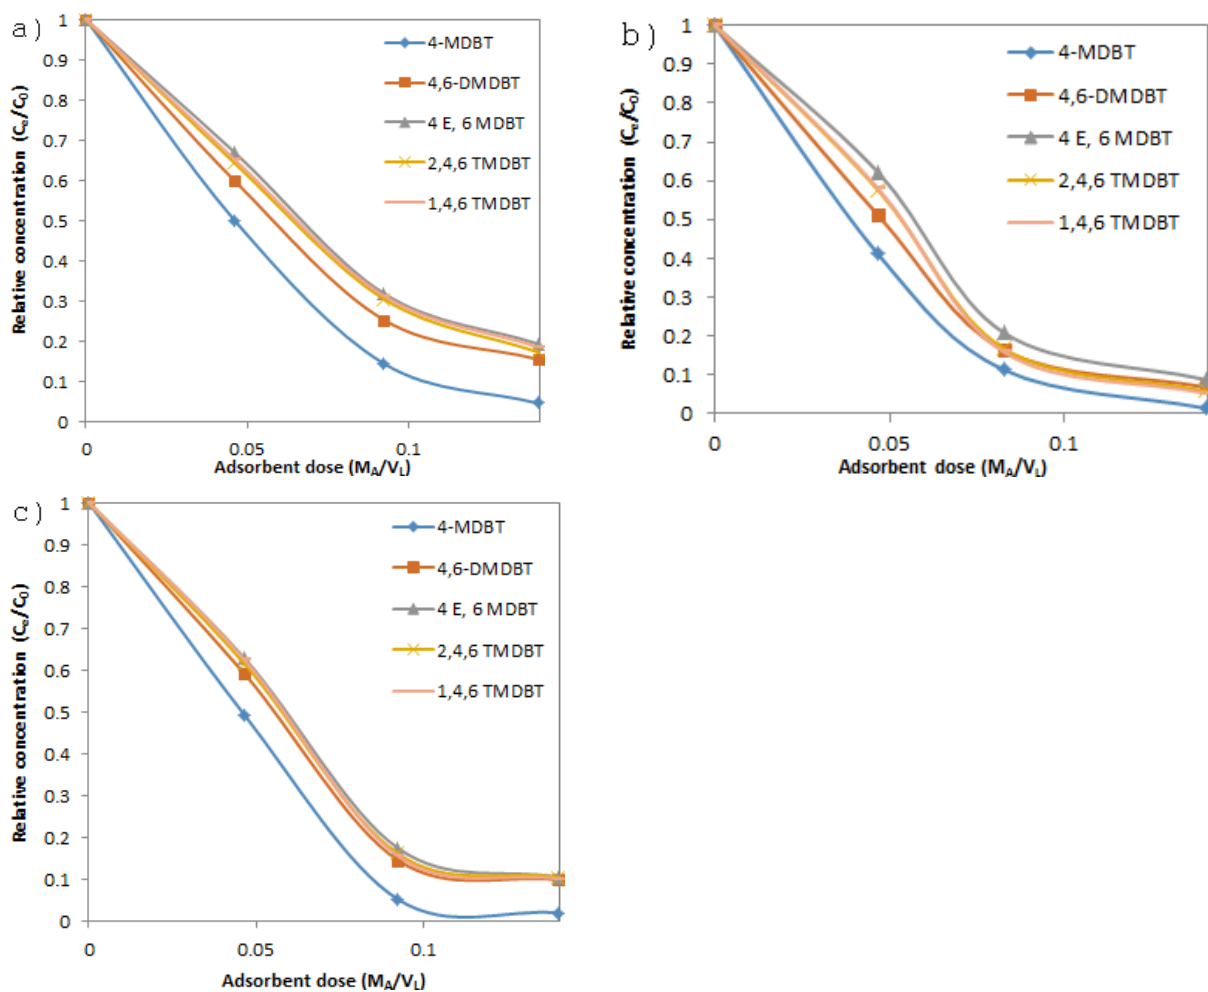 a)
Relative concentration (Ce/C0)
1
0.9
0.8
0.7
0.6
0.5
0.4
0.3
0.2
0.1
0
4-MDBT
4,6-DMDBT
4 E, 6 MDBT
2,4,6 TMDBT
1,4,6 TMDBT
0 0.05 0.1
Adsorbent dose (MA/VL)
b)
Relative concentration (Ce/C0)
1
0.9
0.8
0.7
0.6
0.5
0.4
0.3
0.2
0.1
0
4-MDBT
4,6-DMDBT
4 E, 6 MDBT
2,4,6 TMDBT
1,4,6 TMDBT
0 0.05 0.1
Adsorbent dose (MA/VL)
c)
Relative concentration (Ce/C0)
1
0.9
0.8
0.7
0.6
0.5
0.4
0.3
0.2
0.1
0
4-MDBT
4,6-DMDBT
4 E, 6 MDBT
2,4,6 TMDBT
1,4,6 TMDBT
0 0.05 0.1
Adsorbent dose (MA/VL)